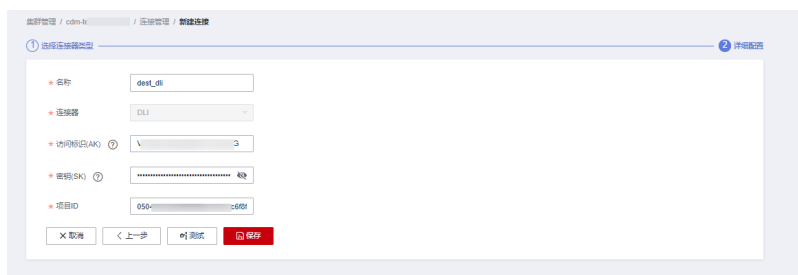 集群管理 / cdm- / 连接管理 / 新建连接
1 选择连接器类型 2 详细配置
* 名称 dest_dli
* 连接器 DLI
* 访问标识(AK) ? V G
* 密钥(SK) ? ••••••••••••••••••••••••••••••••••••
* 项目ID 050 c6f8f
× 取消 < 上一步 测试 保存